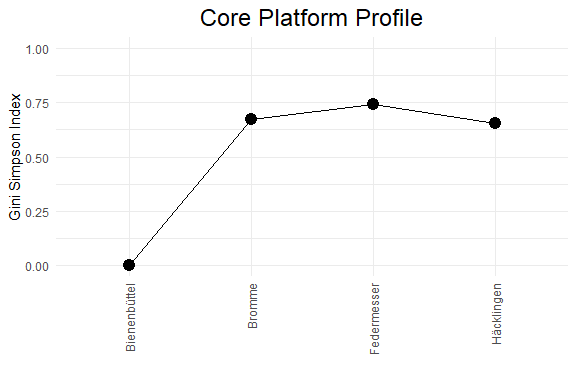 Core Platform Profile
Gini Simpson Index
1.00
0.75
0.50
0.25
0.00
Bienenbüttel
Bromme
Federmesser
Häcklingen